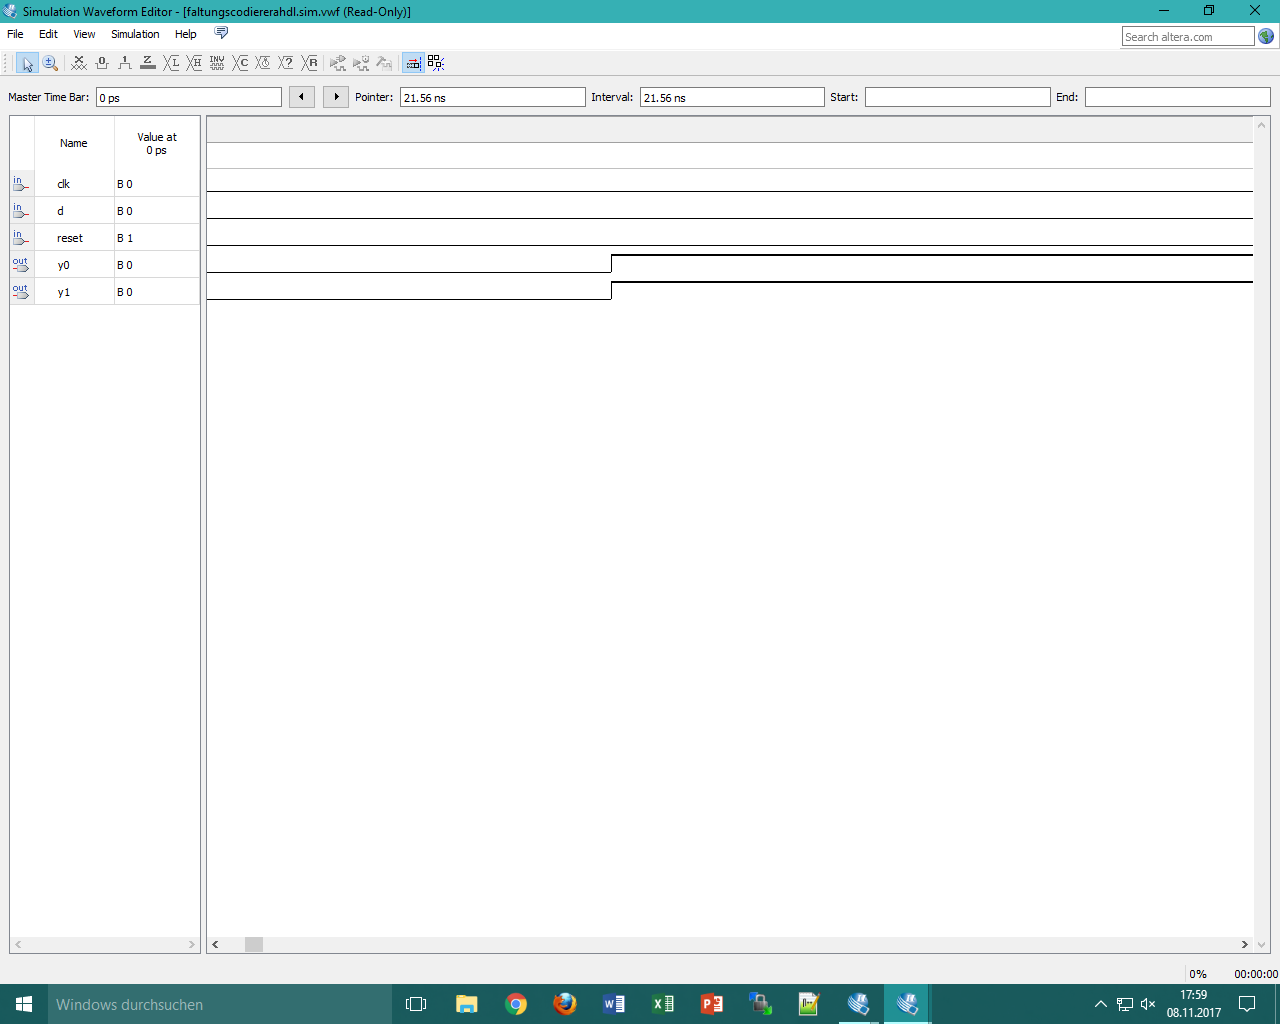 Simulation Waveform Editor - [faltungscodiererahdl.sim.vwf (Read-Only)]
File Edit View Simulation Help
Search altera.com
Master Time Bar: 0 ps Pointer: 21.56 ns Interval: 21.56 ns Start: End:
Name Value at
0 ps
in clk B 0
in d B 0
in reset B 1
out y0 B 0
out y1 B 0
0% 00:00:00
Windows durchsuchen
17:59
08.11.2017